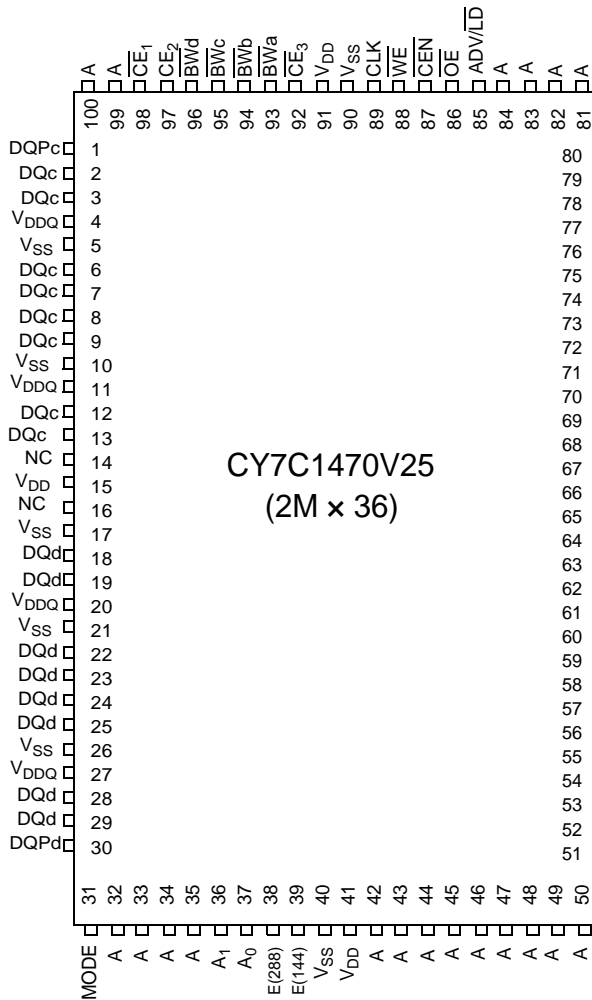 A A CE1 CE2 BWd BWc BWb BWa CE3 VDD VSS CLK WE CEN OE ADV/LD A A A A
100 99 98 97 96 95 94 93 92 91 90 89 88 87 86 85 84 83 82 81
DQPc 1
DQc 2
DQc 3
VDDQ 4
VSS 5
DQc 6
DQc 7
DQc 8
DQc 9
VSS 10
VDDQ 11
DQc 12
DQc 13
NC 14
VDD 15
NC 16
VSS 17
DQd 18
DQd 19
VDDQ 20
VSS 21
DQd 22
DQd 23
DQd 24
DQd 25
VSS 26
VDDQ 27
DQd 28
DQd 29
DQPd 30
CY7C1470V25
(2M × 36)
80
79
78
77
76
75
74
73
72
71
70
69
68
67
66
65
64
63
62
61
60
59
58
57
56
55
54
53
52
51
31 32 33 34 35 36 37 38 39 40 41 42 43 44 45 46 47 48 49 50
MODE A A A A A1 A0 E(288) E(144) VSS VDD A A A A A A A A A